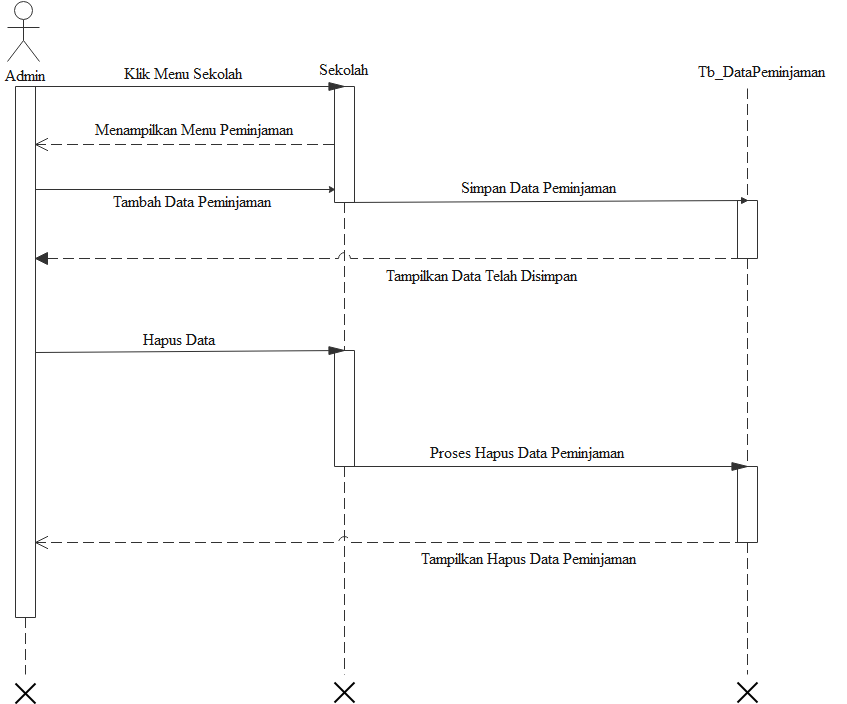 Admin
Klik Menu Sekolah
Sekolah
Tb_DataPeminjaman
Menampilkan Menu Peminjaman
Tambah Data Peminjaman
Simpan Data Peminjaman
Tampilkan Data Telah Disimpan
Hapus Data
Proses Hapus Data Peminjaman
Tampilkan Hapus Data Peminjaman